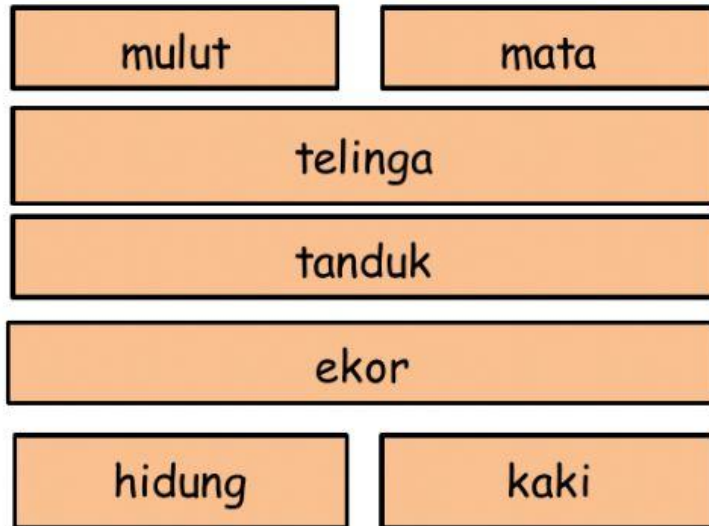 mulut mata
telinga
tanduk
ekor
hidung kaki